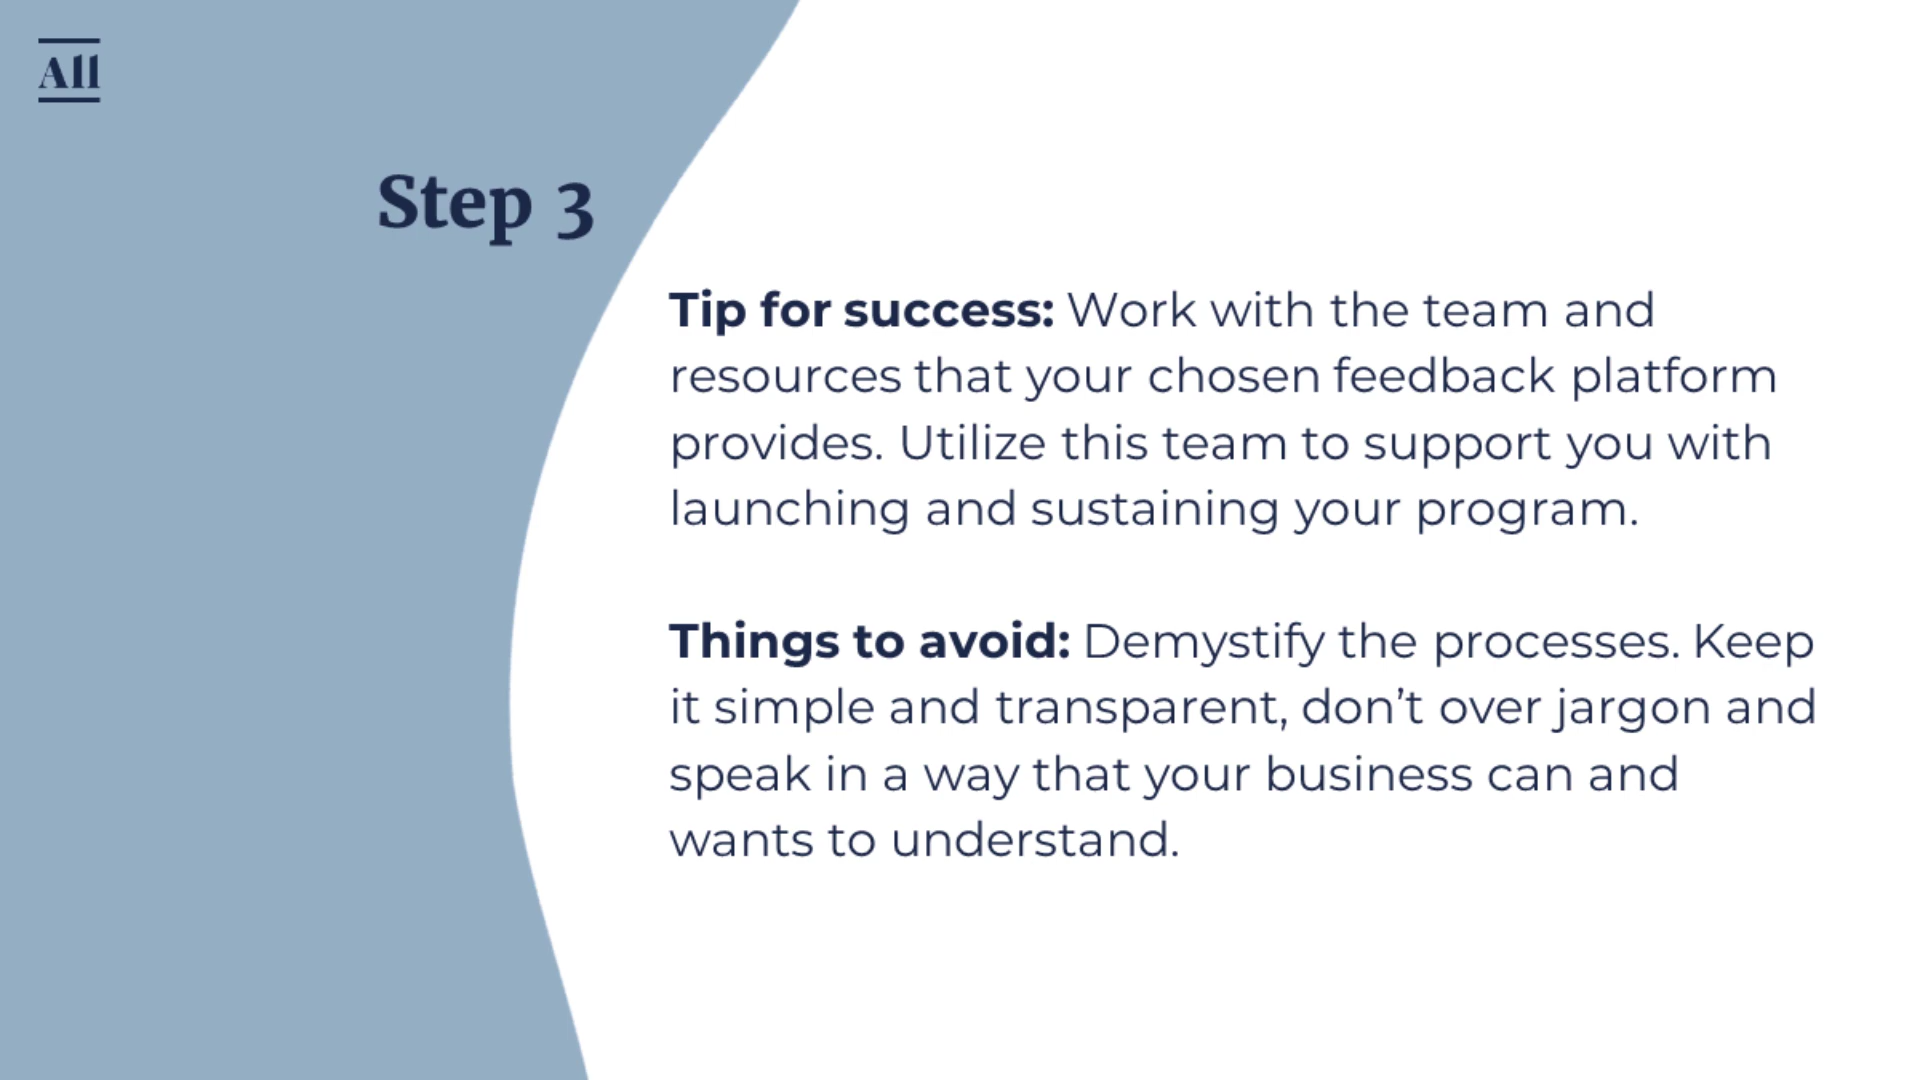 All
Step 3
Tip for success: Work with the team and
resources that your chosen feedback platform
provides. Utilize this team to support you with
launching and sustaining your program.
Things to avoid: Demystify the processes. Keep
it simple and transparent, don’t over jargon and
speak in a way that your business can and
wants to understand.